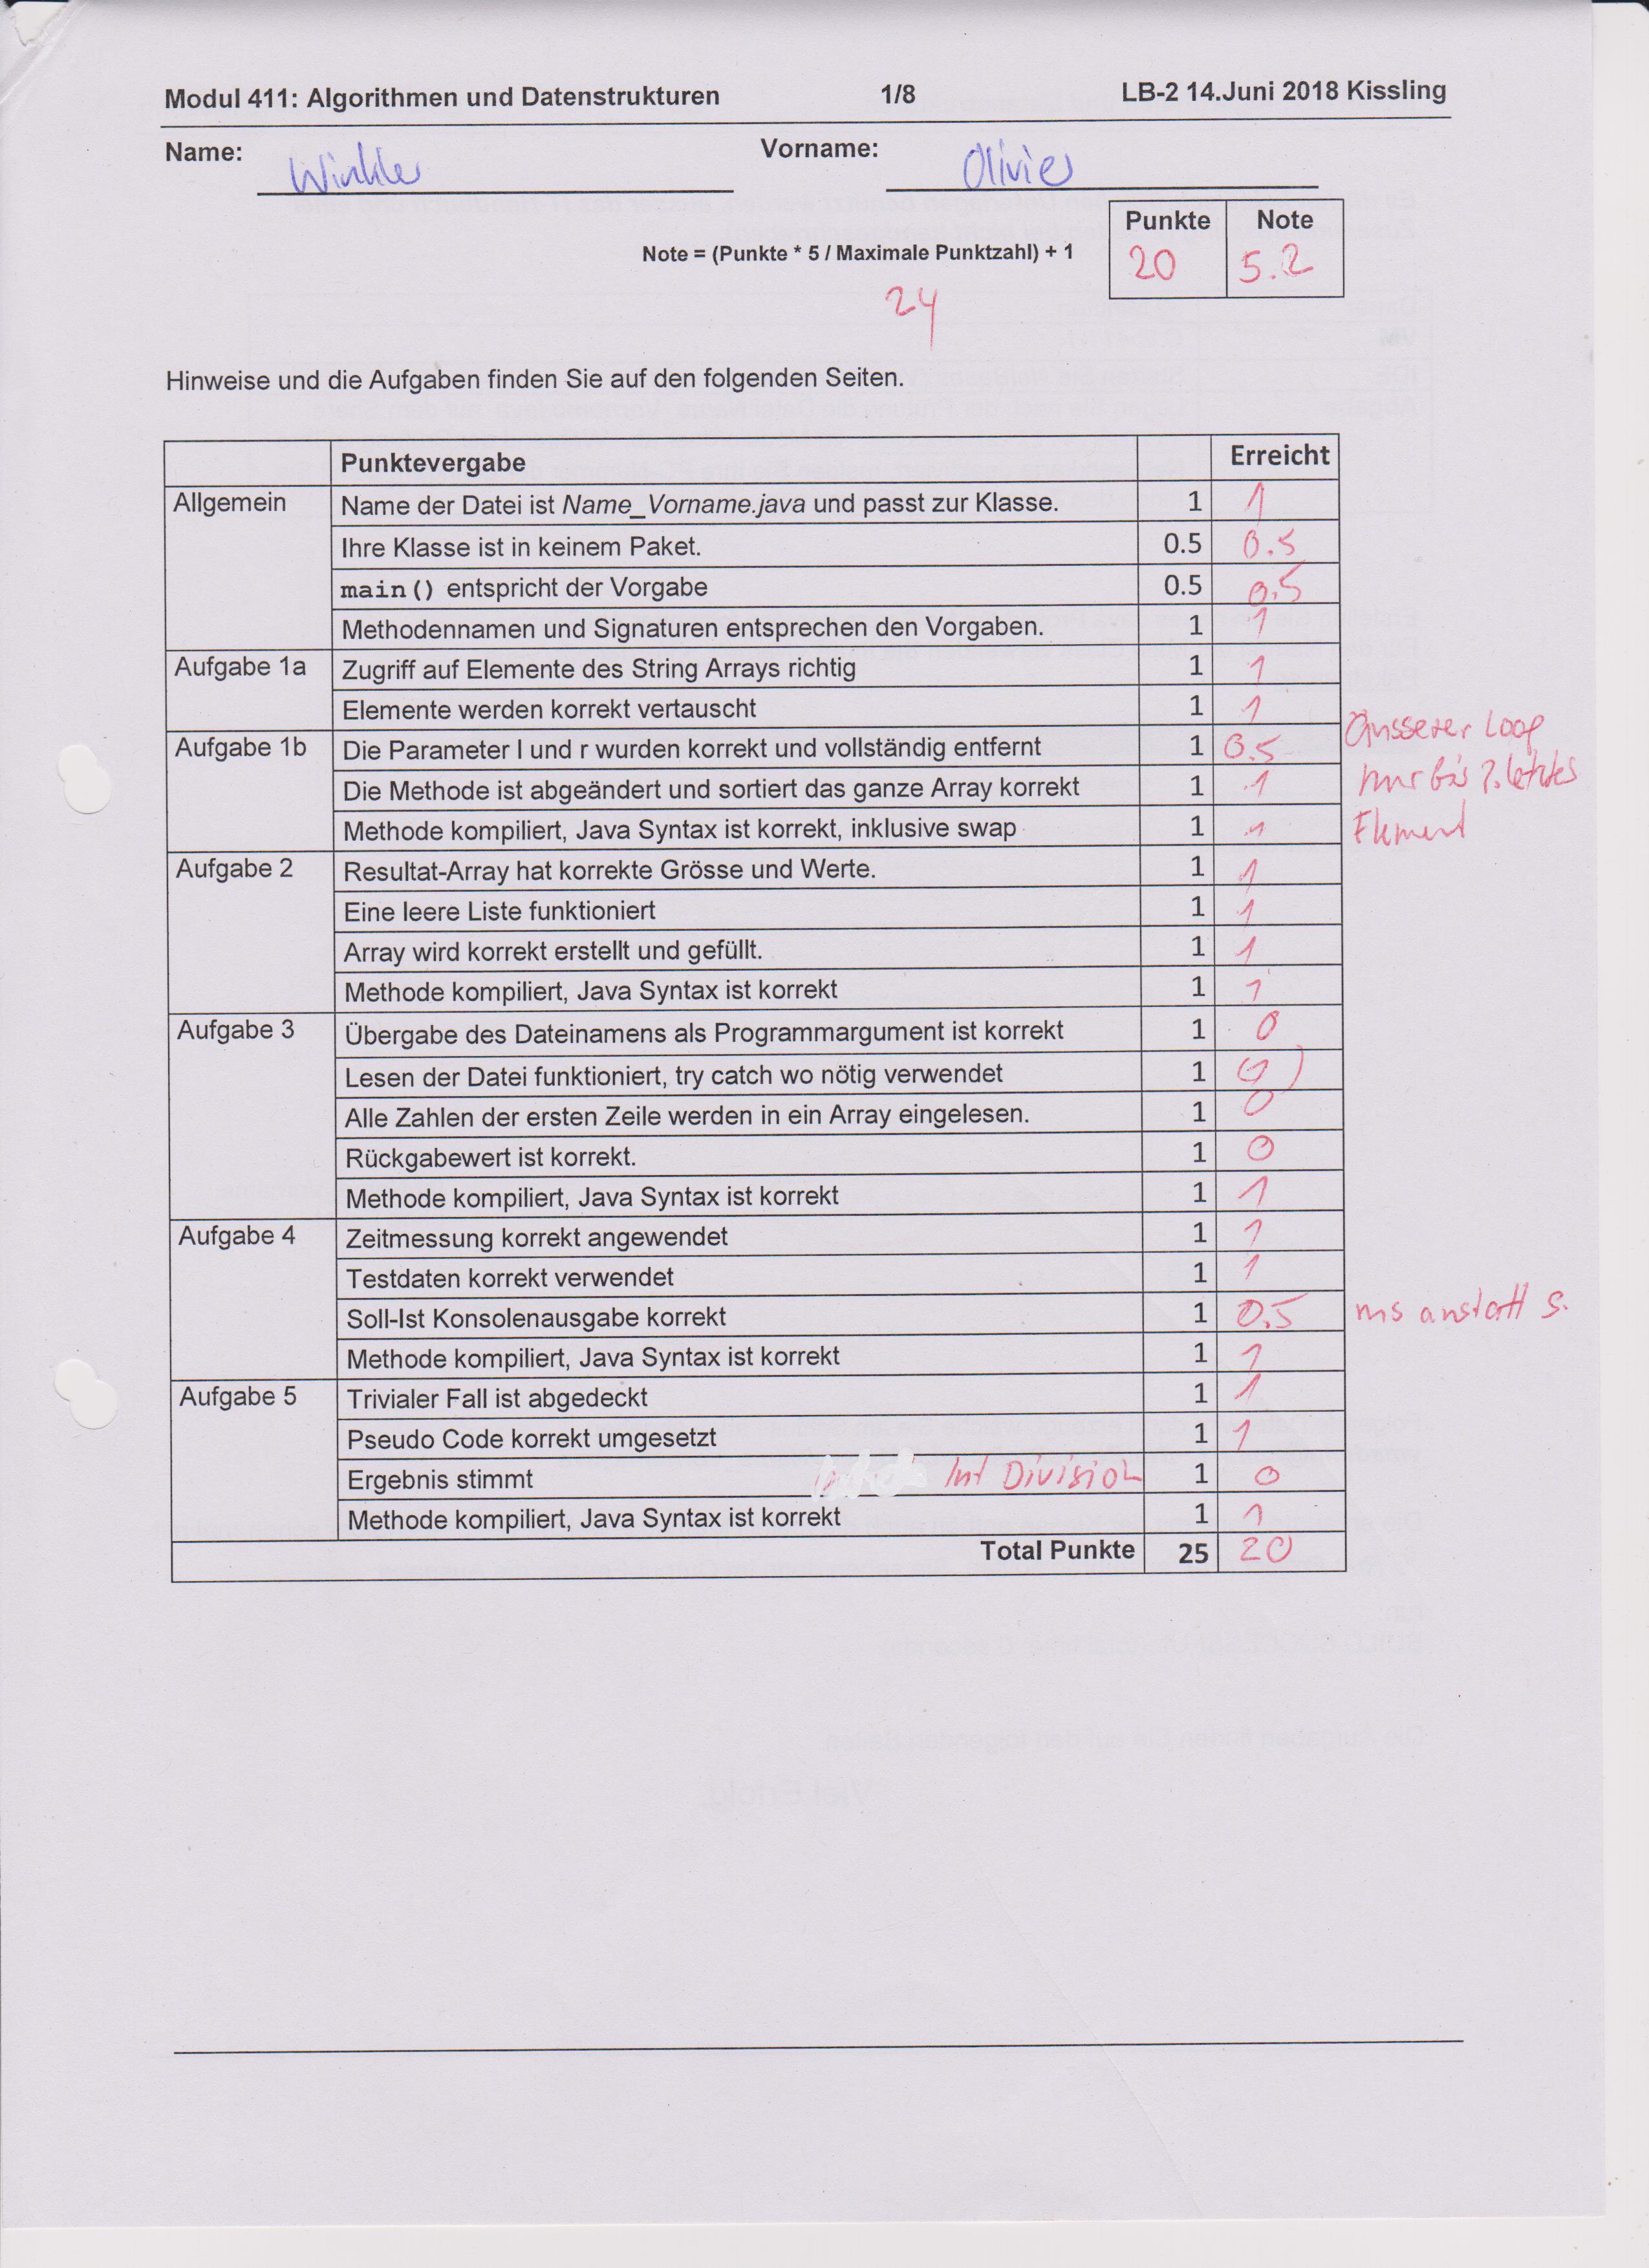 Modul 411: Algorithmen und Datenstrukturen 1/8 LB-2 14.Juni 2018 Kissling
Name: Winkler Vorname: Olivier
Punkte Note
Note = (Punkte * 5 / Maximale Punktzahl) + 1 20 5.2
24
Hinweise und die Aufgaben finden Sie auf den folgenden Seiten.
Punktevergabe Erreicht
Allgemein Name der Datei ist Name_Vorname.java und passt zur Klasse. 1 1
Ihre Klasse ist in keinem Paket. 0.5 0.5
main() entspricht der Vorgabe 0.5 0.5
Methodennamen und Signaturen entsprechen den Vorgaben. 1 1
Aufgabe 1a Zugriff auf Elemente des String Arrays richtig 1 1
Elemente werden korrekt vertauscht 1 1
Aufgabe 1b Die Parameter l und r wurden korrekt und vollständig entfernt 1 0.5 Äusserer Loop
Die Methode ist abgeändert und sortiert das ganze Array korrekt 1 1 nur bis letztes
Methode kompiliert, Java Syntax ist korrekt, inklusive swap 1 1 Element
Aufgabe 2 Resultat-Array hat korrekte Grösse und Werte. 1 1
Eine leere Liste funktioniert 1 1
Array wird korrekt erstellt und gefüllt. 1 1
Methode kompiliert, Java Syntax ist korrekt 1 1
Aufgabe 3 Übergabe des Dateinamens als Programmargument ist korrekt 1 0
Lesen der Datei funktioniert, try catch wo nötig verwendet 1
Alle Zahlen der ersten Zeile werden in ein Array eingelesen. 1 0
Rückgabewert ist korrekt. 1 0
Methode kompiliert, Java Syntax ist korrekt 1 1
Aufgabe 4 Zeitmessung korrekt angewendet 1 1
Testdaten korrekt verwendet 1 1
Soll-Ist Konsolenausgabe korrekt 1 0.5 ms anstatt s.
Methode kompiliert, Java Syntax ist korrekt 1 1
Aufgabe 5 Trivialer Fall ist abgedeckt 1 1
Pseudo Code korrekt umgesetzt 1 1
Ergebnis stimmt Int Division 1 0
Methode kompiliert, Java Syntax ist korrekt 1 1
Total Punkte 25 20